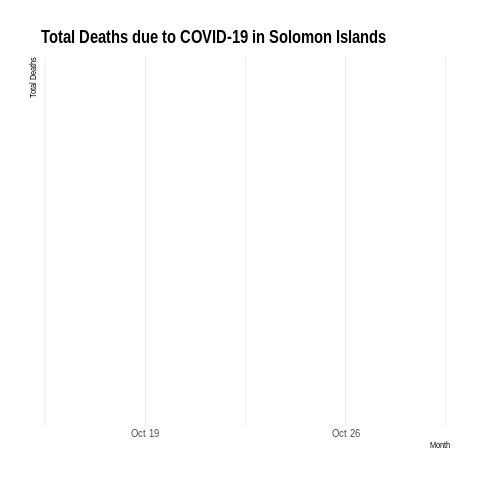 Total Deaths due to COVID-19 in Solomon Islands
Total Deaths
Oct 19
Oct 26
Month